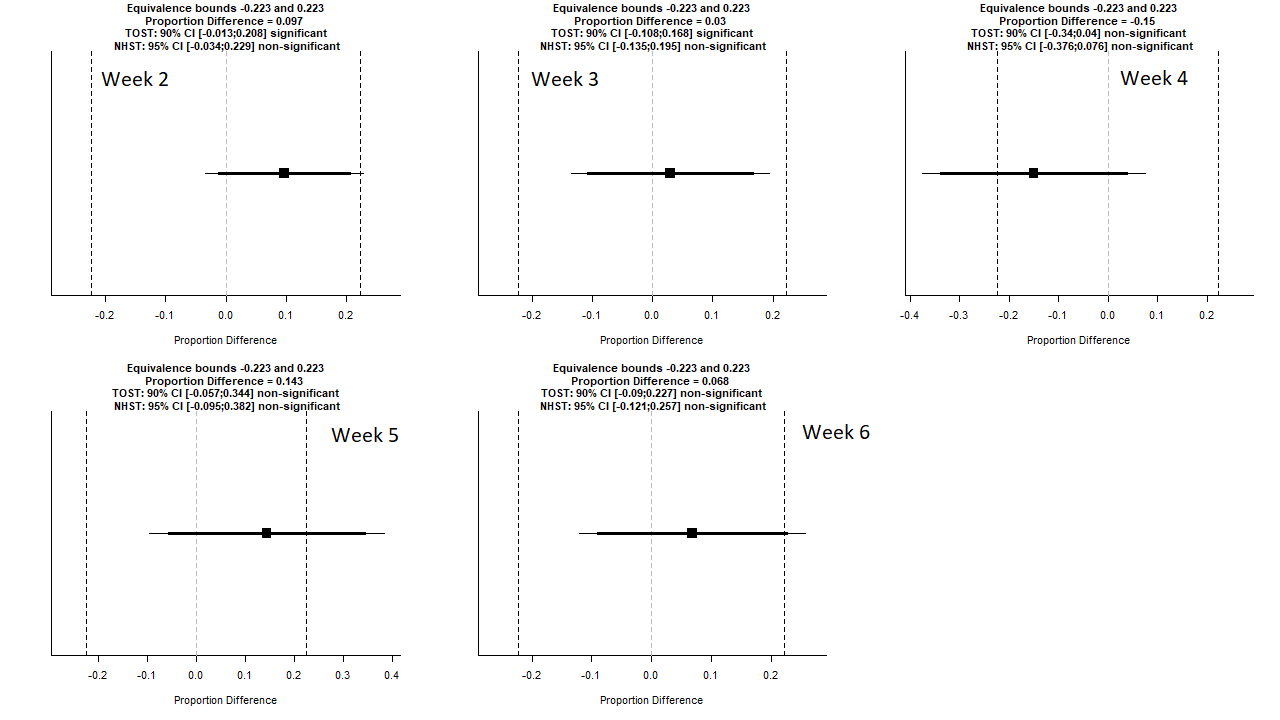 Equivalence bounds -0.223 and 0.223
Proportion Difference = 0.097
TOST: 90% CI [-0.013;0.208] significant
NHST: 95% CI [-0.034;0.229] non-significant
Week 2
-0.2 -0.1 0.0 0.1 0.2
Proportion Difference
Equivalence bounds -0.223 and 0.223
Proportion Difference = 0.03
TOST: 90% CI [-0.108;0.168] significant
NHST: 95% CI [-0.135;0.195] non-significant
Week 3
-0.2 -0.1 0.0 0.1 0.2
Proportion Difference
Equivalence bounds -0.223 and 0.223
Proportion Difference = -0.15
TOST: 90% CI [-0.34;0.04] non-significant
NHST: 95% CI [-0.376;0.076] non-significant
Week 4
-0.4 -0.3 -0.2 -0.1 0.0 0.1 0.2
Proportion Difference
Equivalence bounds -0.223 and 0.223
Proportion Difference = 0.143
TOST: 90% CI [-0.057;0.344] non-significant
NHST: 95% CI [-0.095;0.382] non-significant
Week 5
-0.2 -0.1 0.0 0.1 0.2 0.3 0.4
Proportion Difference
Equivalence bounds -0.223 and 0.223
Proportion Difference = 0.068
TOST: 90% CI [-0.09;0.227] non-significant
NHST: 95% CI [-0.121;0.257] non-significant
Week 6
-0.2 -0.1 0.0 0.1 0.2
Proportion Difference